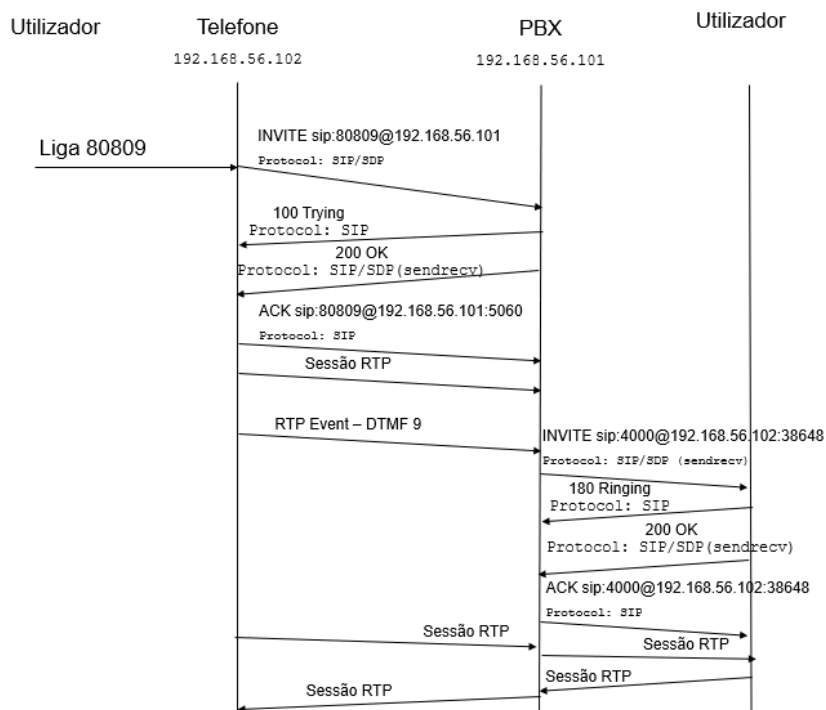 Utilizador
Telefone
PBX
Utilizador
192.168.56.102
192.168.56.101
Liga 80809
INVITE sip:80809@192.168.56.101
Protocol: SIP/SDP
100 Trying
Protocol: SIP
200 OK
Protocol: SIP/SDP(sendrecv)
ACK sip:80809@192.168.56.101:5060
Protocol: SIP
Sessão RTP
RTP Event – DTMF 9
INVITE sip:4000@192.168.56.102:38648
Protocol: SIP/SDP (sendrecv)
180 Ringing
Protocol: SIP
200 OK
Protocol: SIP/SDP(sendrecv)
ACK sip:4000@192.168.56.102:38648
Protocol: SIP
Sessão RTP
Sessão RTP
Sessão RTP
Sessão RTP